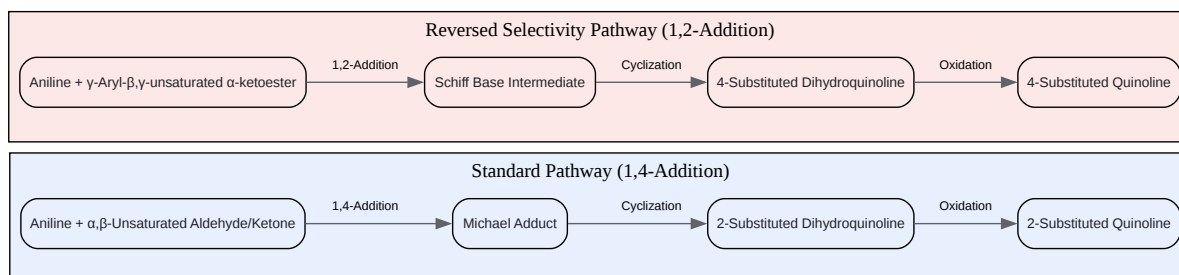 Reversed Selectivity Pathway (1,2-Addition)
Aniline + γ-Aryl-β,γ-unsaturated α-ketoester
1,2-Addition
Schiff Base Intermediate
Cyclization
4-Substituted Dihydroquinoline
Oxidation
4-Substituted Quinoline
Standard Pathway (1,4-Addition)
Aniline + α,β-Unsaturated Aldehyde/Ketone
1,4-Addition
Michael Adduct
Cyclization
2-Substituted Dihydroquinoline
Oxidation
2-Substituted Quinoline